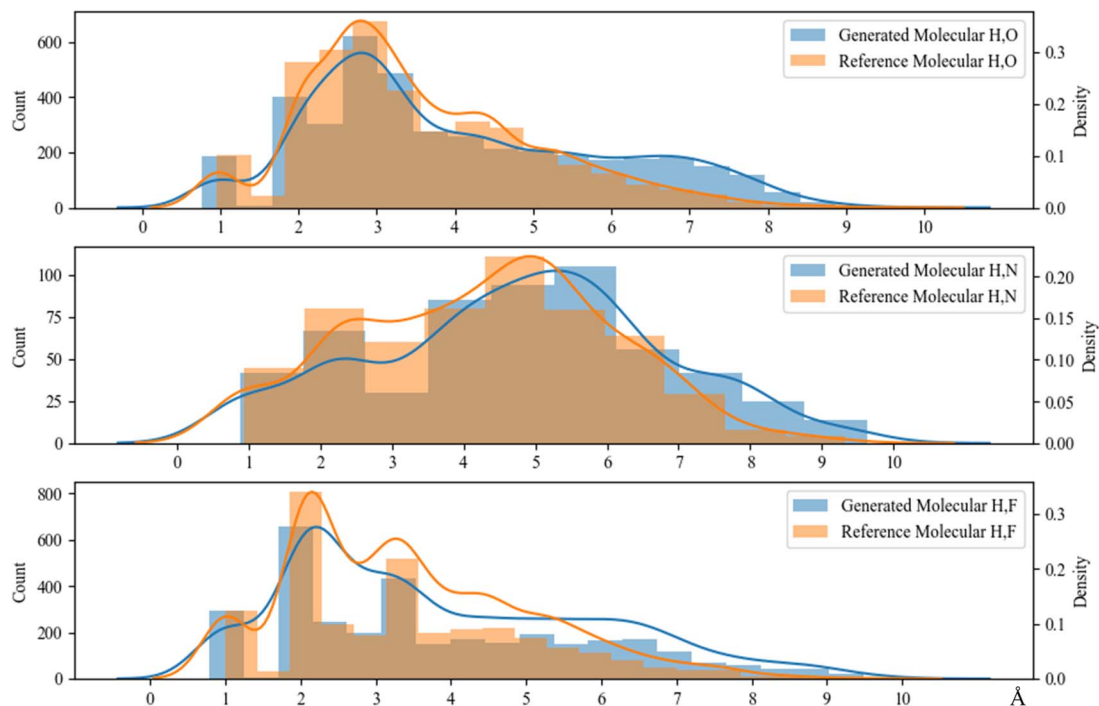 Generated Molecular H,O
Reference Molecular H,O
Count
Density
600
400
200
0
0.3
0.2
0.1
0.0
0 1 2 3 4 5 6 7 8 9 10
Generated Molecular H,N
Reference Molecular H,N
Count
Density
100
75
50
25
0
0.20
0.15
0.10
0.05
0.00
0 1 2 3 4 5 6 7 8 9 10
Generated Molecular H,F
Reference Molecular H,F
Count
Density
800
600
400
200
0
0.3
0.2
0.1
0.0
0 1 2 3 4 5 6 7 8 9 10 Å